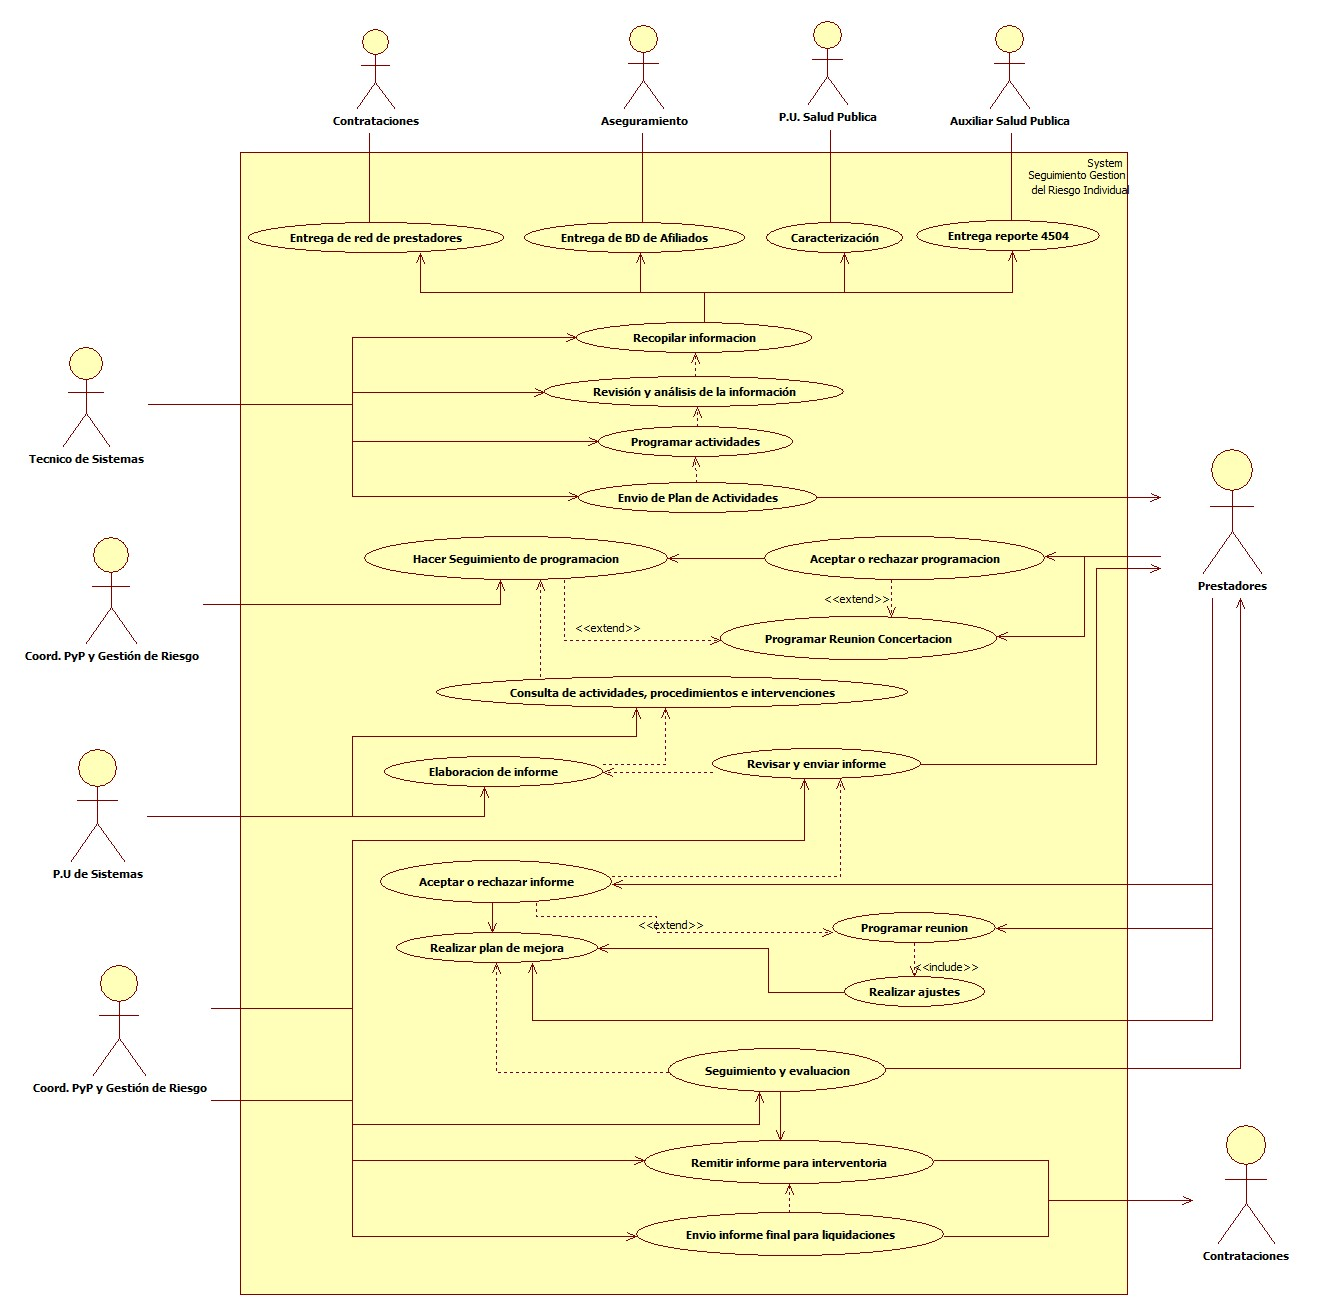 Contrataciones
Aseguramiento
P.U. Salud Publica
Auxiliar Salud Publica
System
Seguimiento Gestion
del Riesgo Individual
Entrega de red de prestadores
Entrega de BD de Afiliados
Caracterización
Entrega reporte 4504
Recopilar informacion
Revisión y análisis de la información
Programar actividades
Tecnico de Sistemas
Envio de Plan de Actividades
Hacer Seguimiento de programacion
Aceptar o rechazar programacion
Prestadores
<<extend>>
<<extend>>
Programar Reunion Concertacion
Coord. PyP y Gestión de Riesgo
Consulta de actividades, procedimientos e intervenciones
Elaboracion de informe
Revisar y enviar informe
P.U de Sistemas
Aceptar o rechazar informe
<<extend>>
Programar reunion
Realizar plan de mejora
<<include>>
Realizar ajustes
Seguimiento y evaluacion
Coord. PyP y Gestión de Riesgo
Remitir informe para interventoria
Envio informe final para liquidaciones
Contrataciones